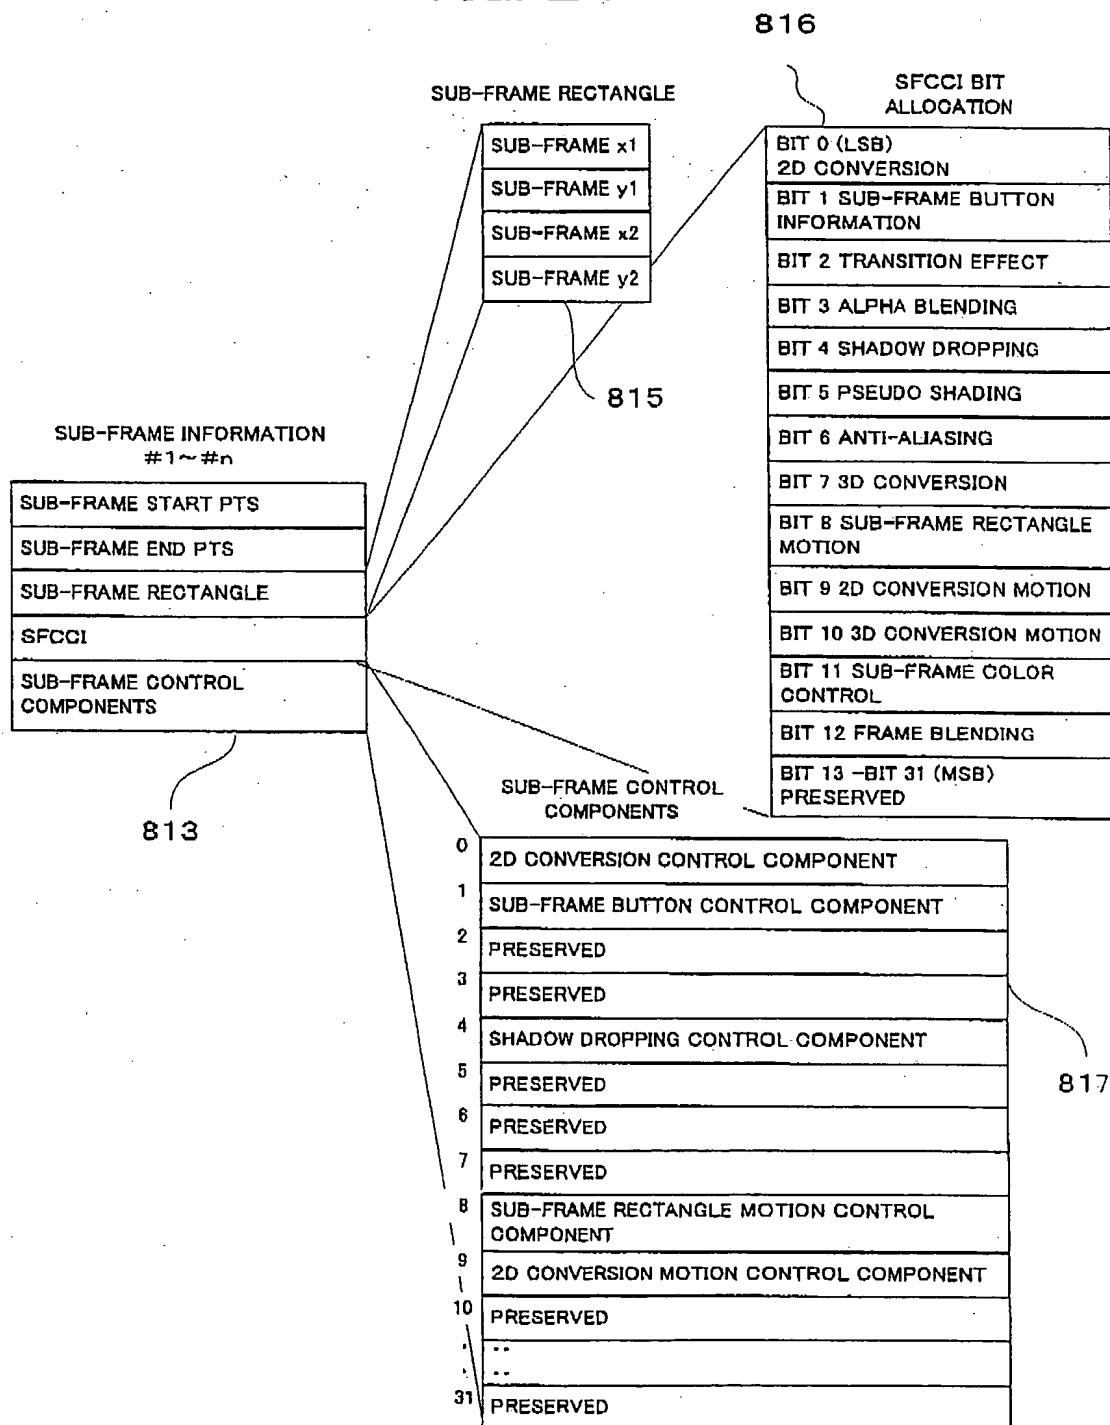 816
SUB-FRAME RECTANGLE
SUB-FRAME x1
SUB-FRAME y1
SUB-FRAME x2
SUB-FRAME y2
815
SFCCI BIT
ALLOCATION
BIT 0 (LSB)
2D CONVERSION
BIT 1 SUB-FRAME BUTTON
INFORMATION
BIT 2 TRANSITION EFFECT
BIT 3 ALPHA BLENDING
BIT 4 SHADOW DROPPING
BIT 5 PSEUDO SHADING
BIT 6 ANTI-ALIASING
BIT 7 3D CONVERSION
BIT 8 SUB-FRAME RECTANGLE
MOTION
BIT 9 2D CONVERSION MOTION
BIT 10 3D CONVERSION MOTION
BIT 11 SUB-FRAME COLOR
CONTROL
BIT 12 FRAME BLENDING
BIT 13 -BIT 31 (MSB)
PRESERVED
SUB-FRAME INFORMATION
#1~#n
SUB-FRAME START PTS
SUB-FRAME END PTS
SUB-FRAME RECTANGLE
SFCCI
SUB-FRAME CONTROL
COMPONENTS
813
SUB-FRAME CONTROL
COMPONENTS
0 2D CONVERSION CONTROL COMPONENT
1 SUB-FRAME BUTTON CONTROL COMPONENT
2 PRESERVED
3 PRESERVED
4 SHADOW DROPPING CONTROL COMPONENT
5 PRESERVED
6 PRESERVED
7 PRESERVED
8 SUB-FRAME RECTANGLE MOTION CONTROL
COMPONENT
9 2D CONVERSION MOTION CONTROL COMPONENT
10 PRESERVED
. ..
. ..
31 PRESERVED
817